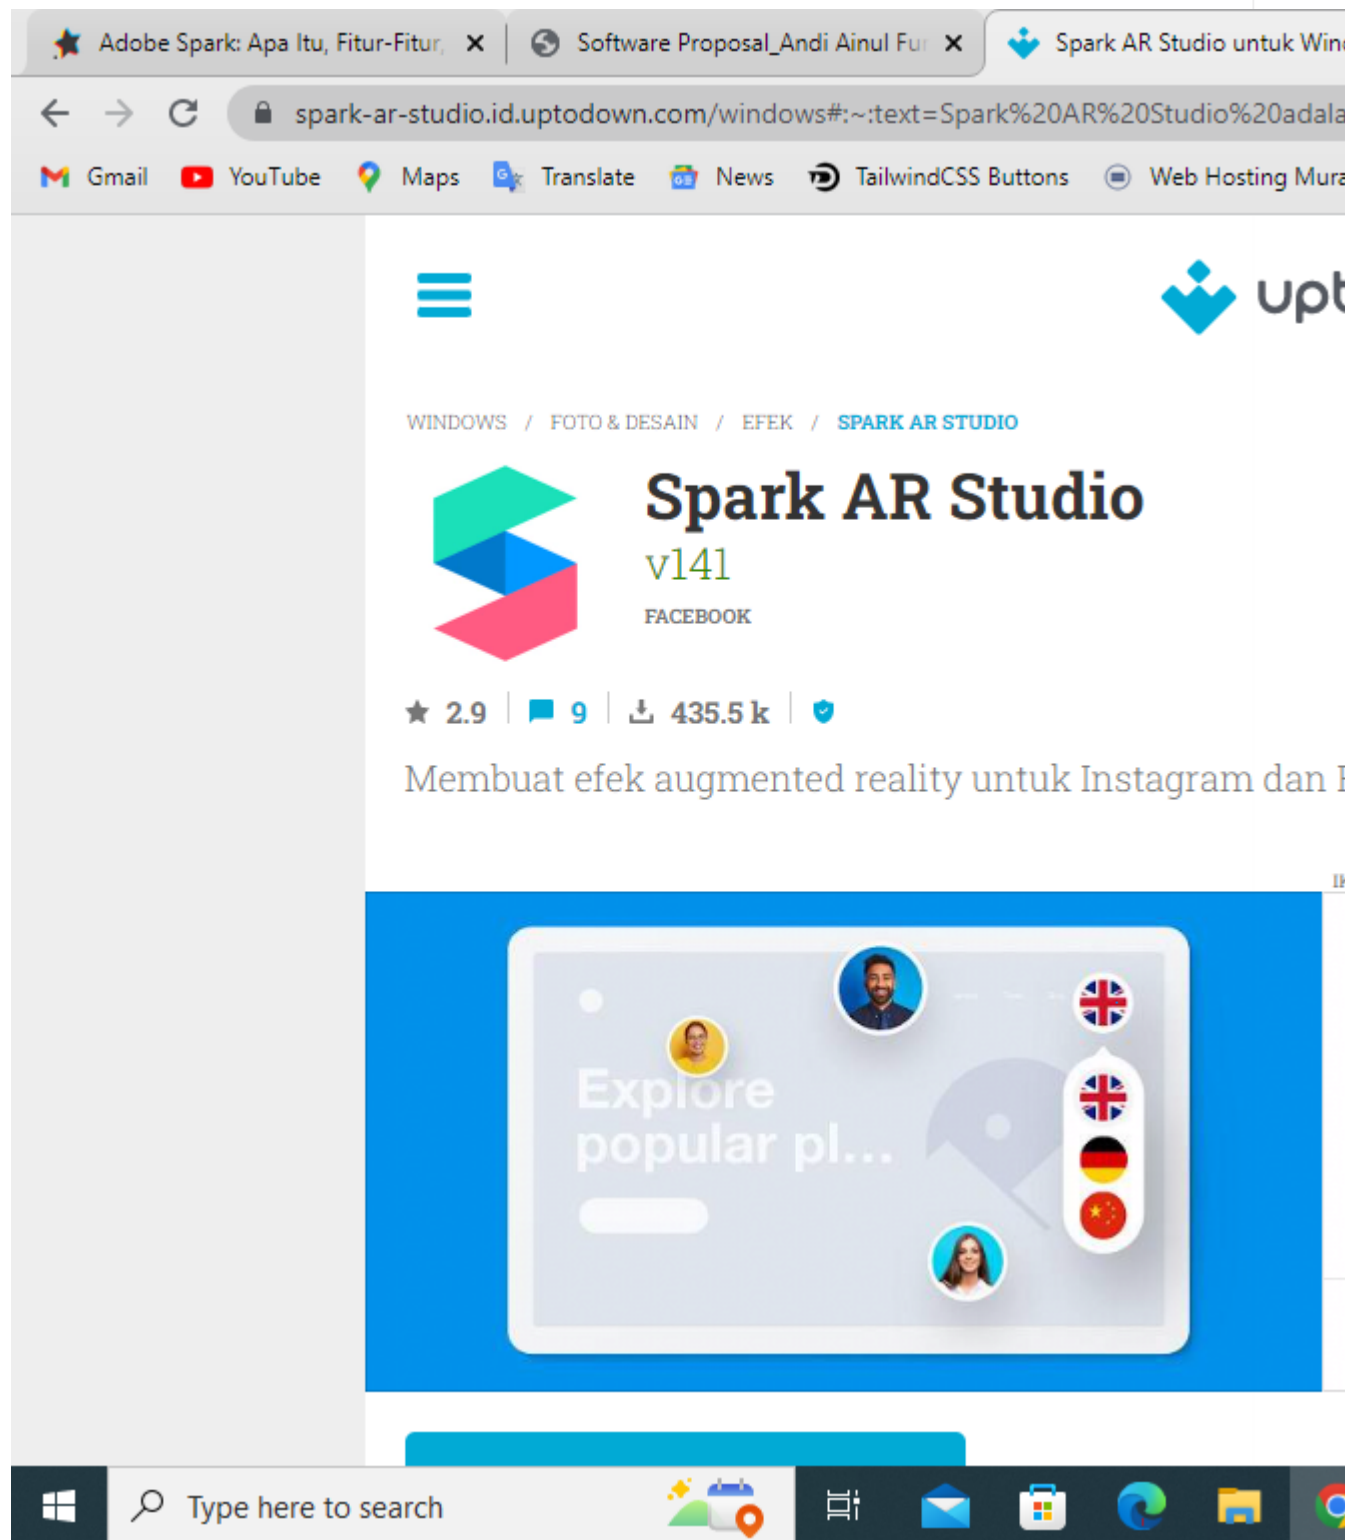 Adobe Spark: Apa Itu, Fitur-Fitur,
Software Proposal_Andi Ainul Fur
Spark AR Studio untuk Win
spark-ar-studio.id.uptodown.com/windows#:~:text=Spark%20AR%20Studio%20adala
Gmail YouTube Maps Translate News TailwindCSS Buttons Web Hosting Mura
upt
WINDOWS / FOTO & DESAIN / EFEK / SPARK AR STUDIO
Spark AR Studio
v141
FACEBOOK
2.9 9 435.5 k
Membuat efek augmented reality untuk Instagram dan
Explore
popular pl...
Type here to search